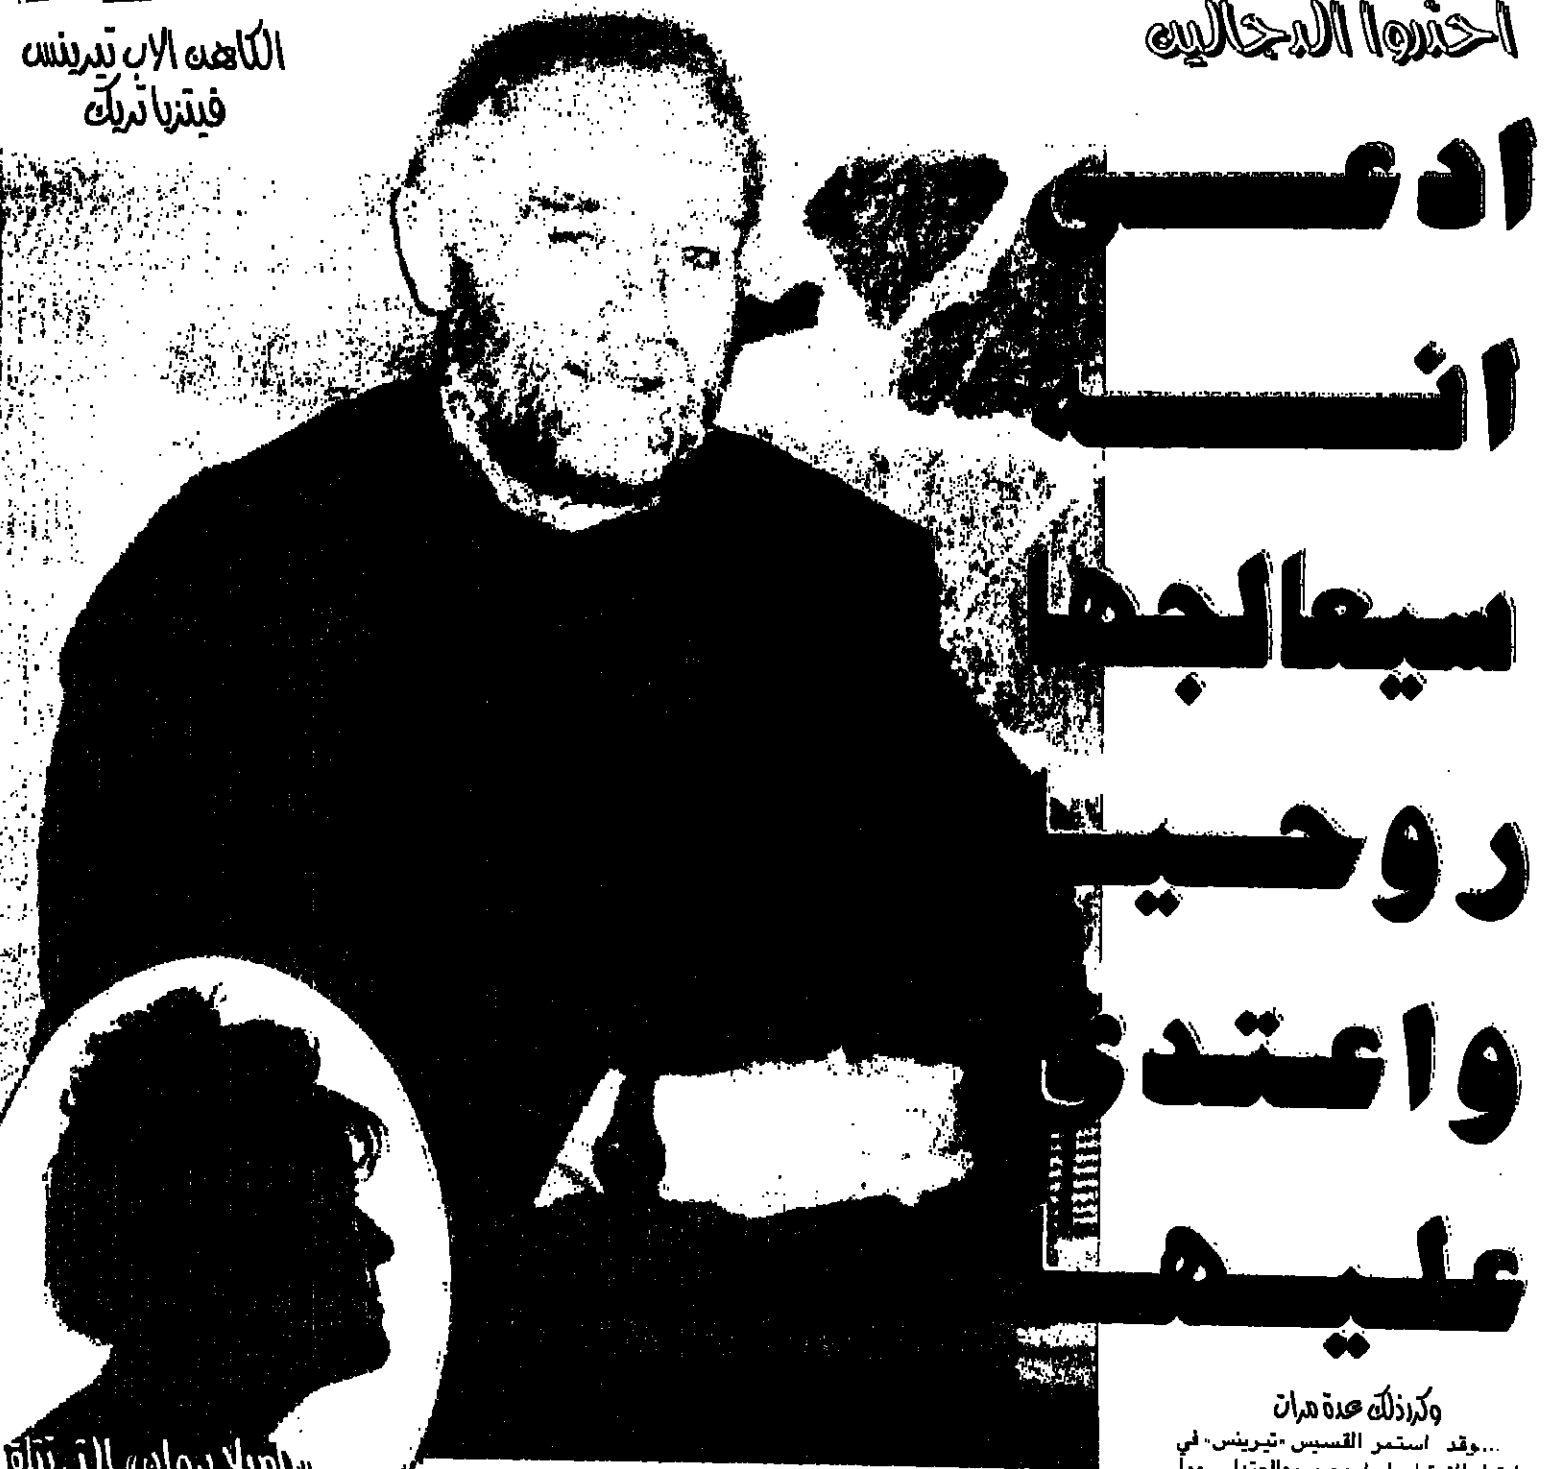 احذروا الدجالين
الكاهن الاب تيرينس
فيتزباتريك
ادعى
انه
سيعالجها
روحيا
واعتدى
عليها
وكرر ذلك عدة مرات
...وقد استمر القسيس «تيرينس» في